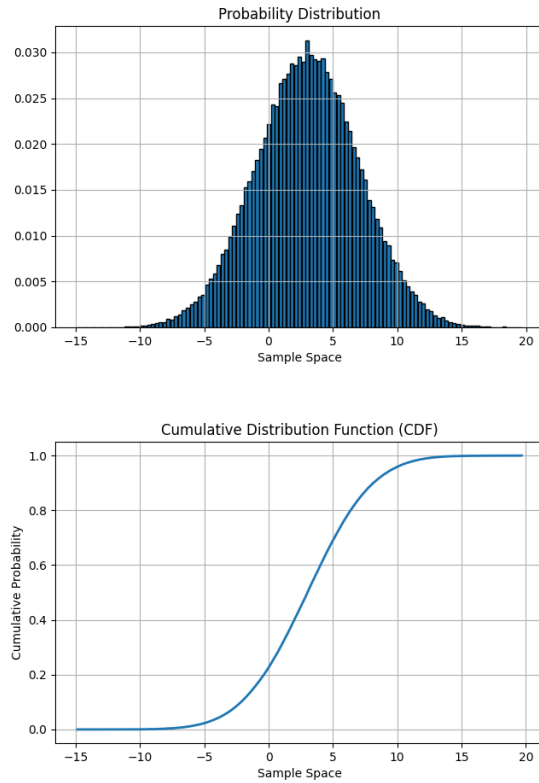 Probability Distribution
0.030
0.025
0.020
0.015
0.010
0.005
0.000
−15 −10 −5 0 5 10 15 20
Sample Space
Cumulative Distribution Function (CDF)
1.0
0.8
0.6
0.4
0.2
0.0
Cumulative Probability
−15 −10 −5 0 5 10 15 20
Sample Space